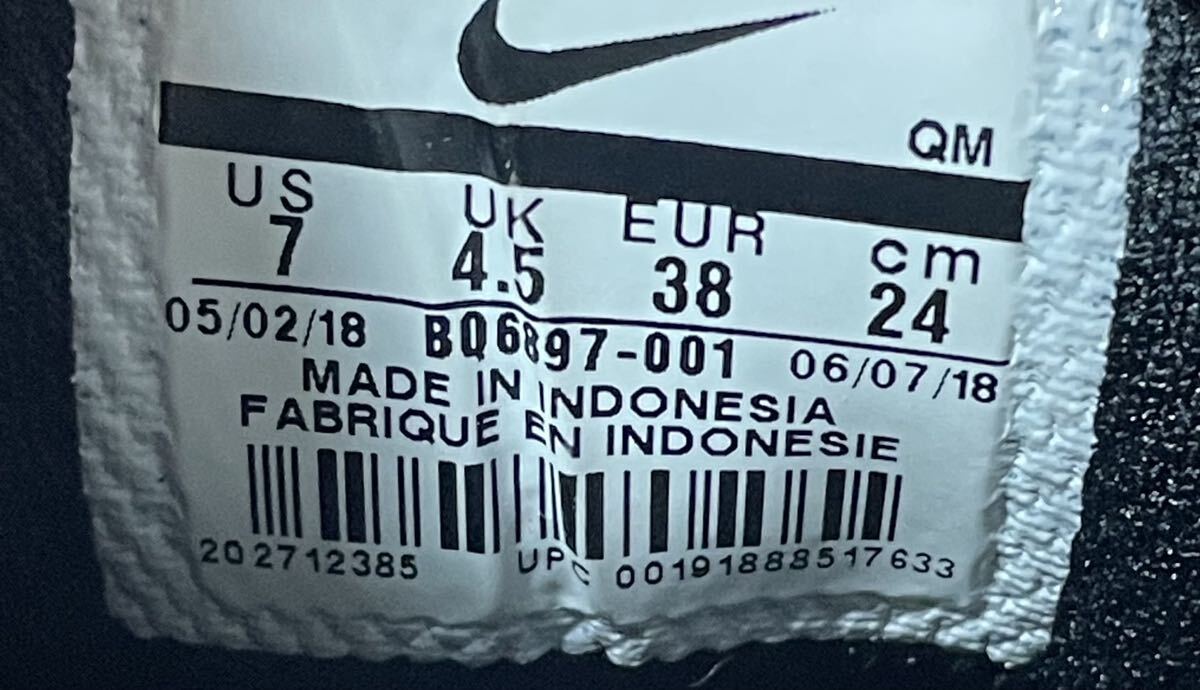 QM
US UK EUR cm
7 4.5 38 24
05/02/18 BQ6897-001 06/07/18
MADE IN INDONESIA
FABRIQUE EN INDONESIE
202712385 UPC 00191888517633